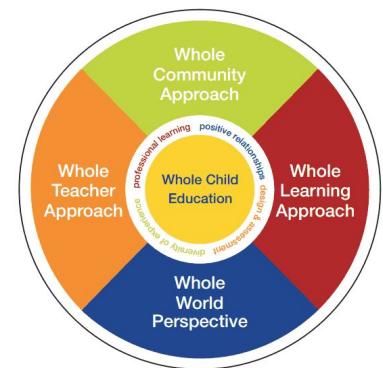 Whole
Community
Approach
professional learning
positive relationships
Whole
Teacher
Approach
Whole Child
Education
Whole
Learning
Approach
diversity of experience
design & assessment
Whole
World
Perspective